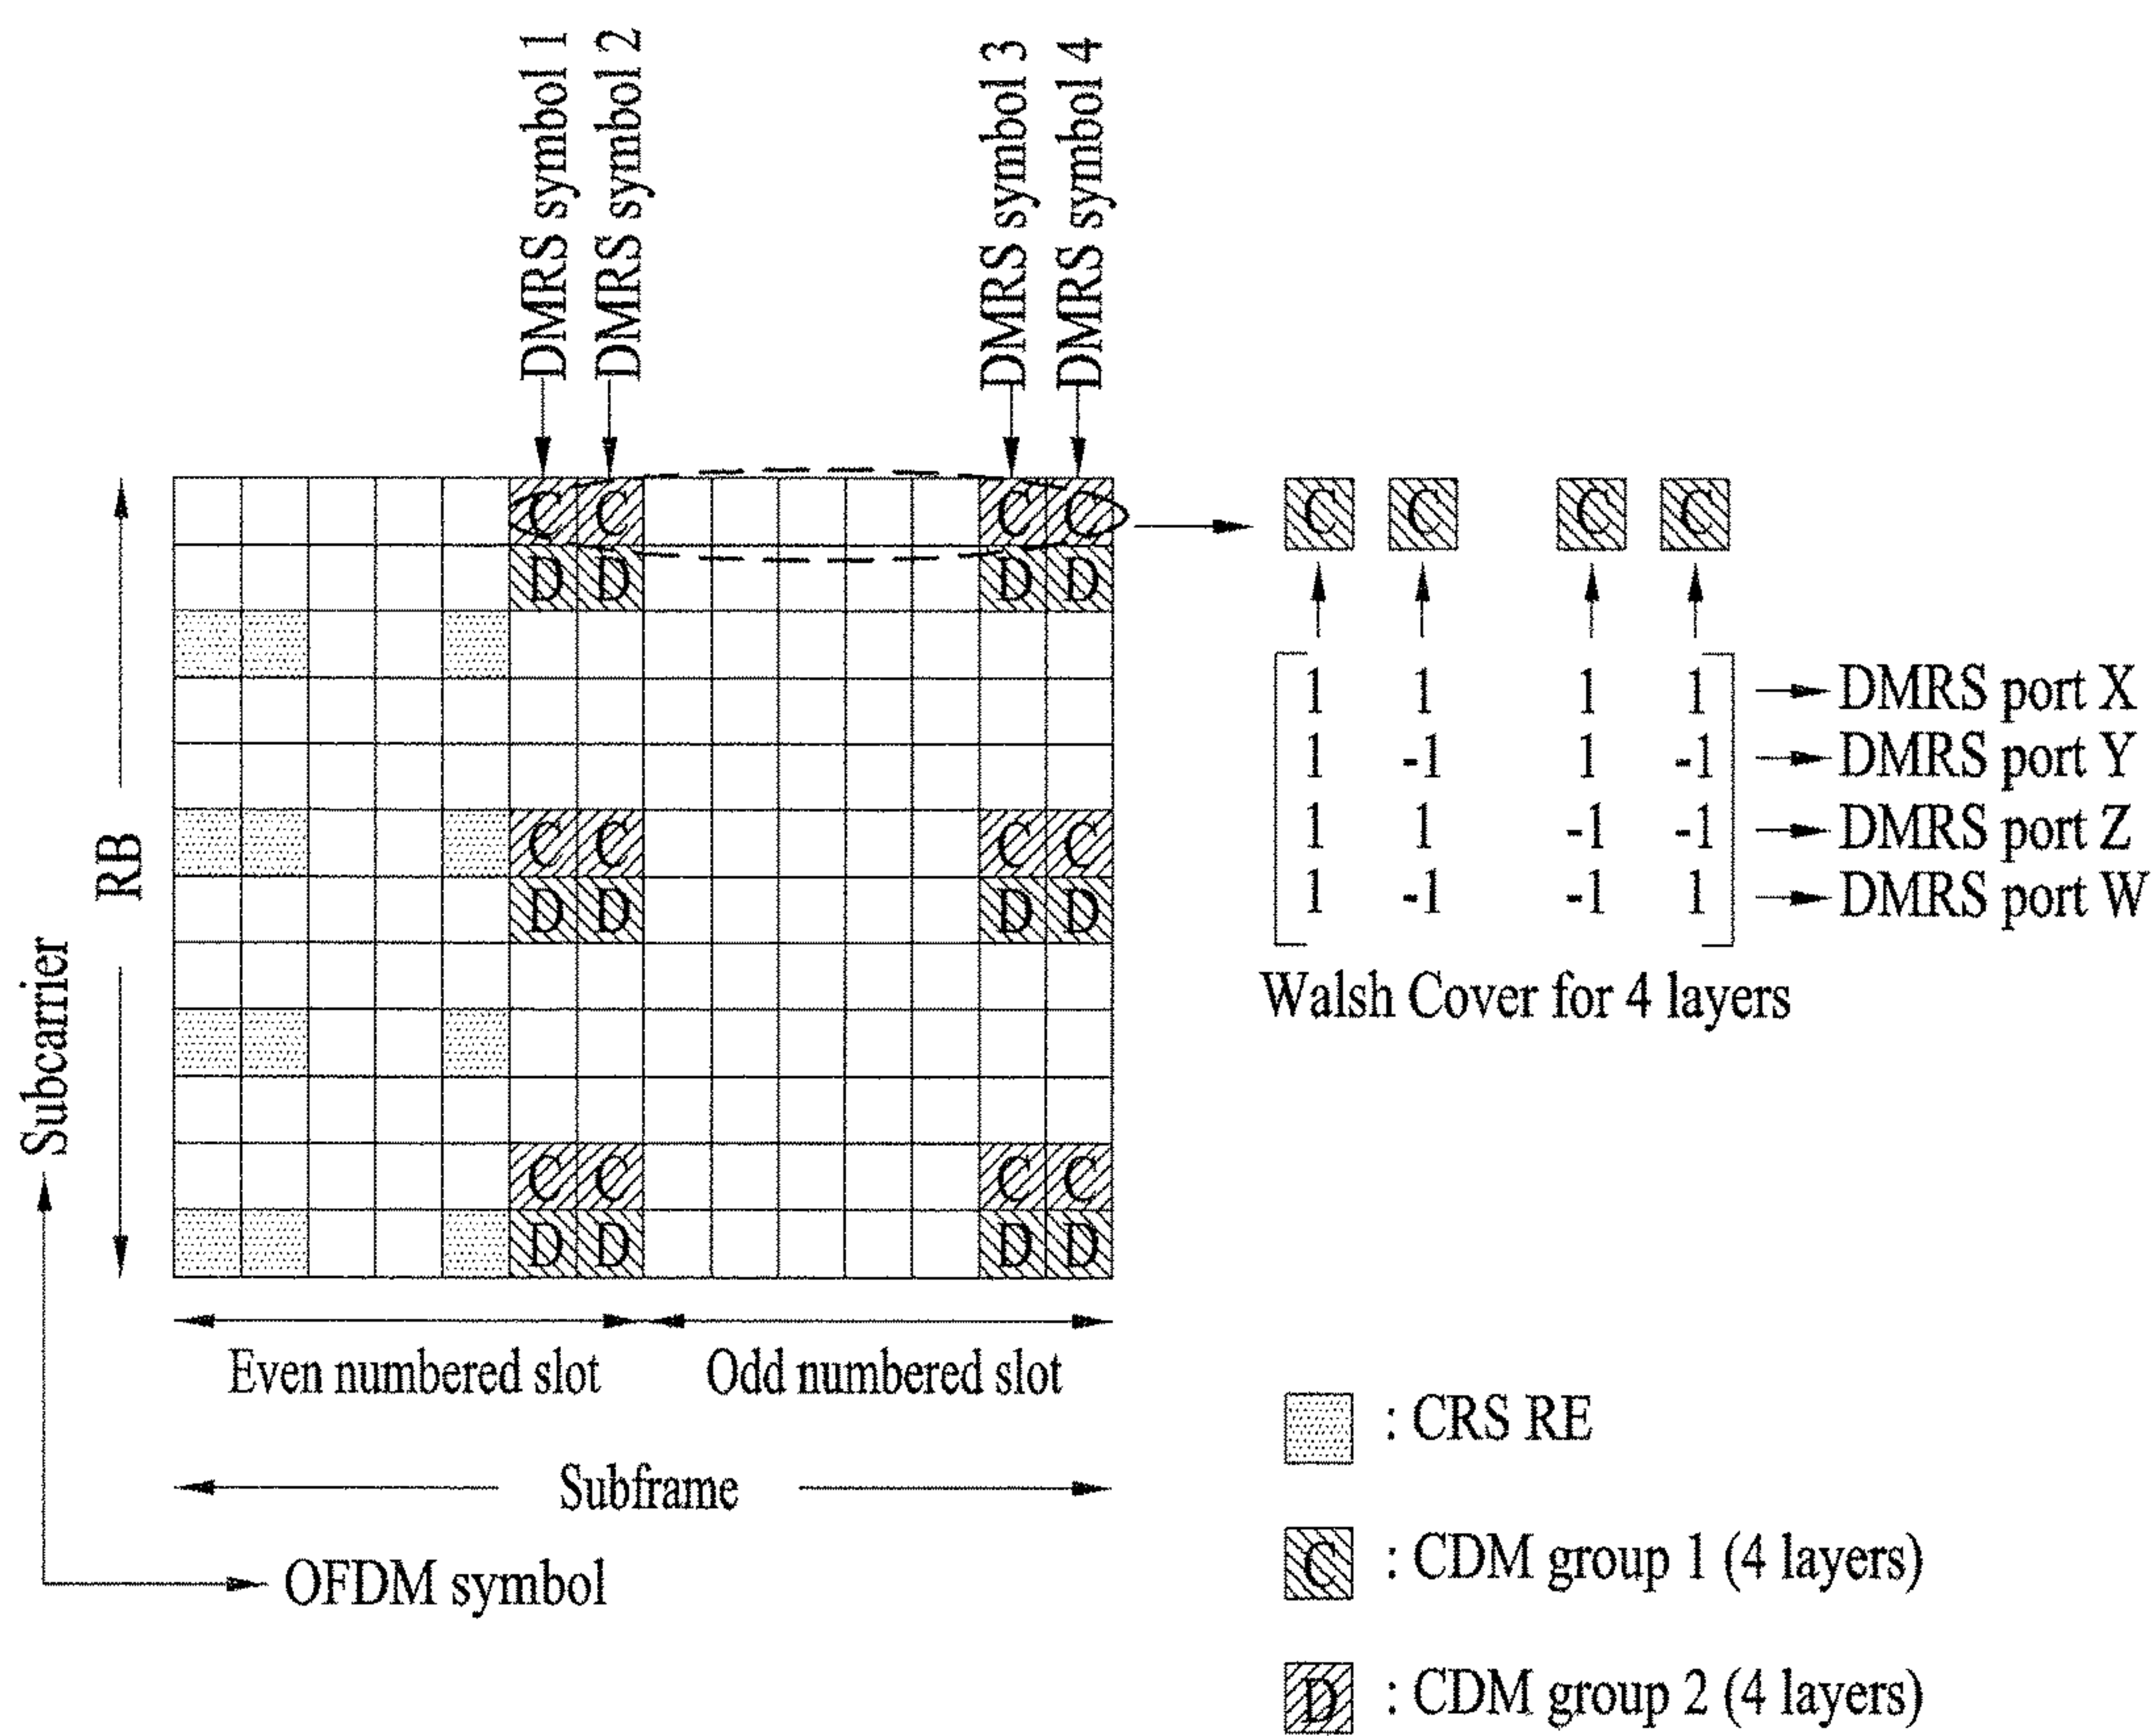 DMRS symbol 1
DMRS symbol 2
DMRS symbol 3
DMRS symbol 4
C C C C
D D D D
C C C C
D D D D
C C C C
D D D D
RB
Subcarrier
Even numbered slot
Odd numbered slot
Subframe
OFDM symbol
C C C C
1 1 1 1 DMRS port X
1 -1 1 -1 DMRS port Y
1 1 -1 -1 DMRS port Z
1 -1 -1 1 DMRS port W
Walsh Cover for 4 layers
: CRS RE
C : CDM group 1 (4 layers)
D : CDM group 2 (4 layers)